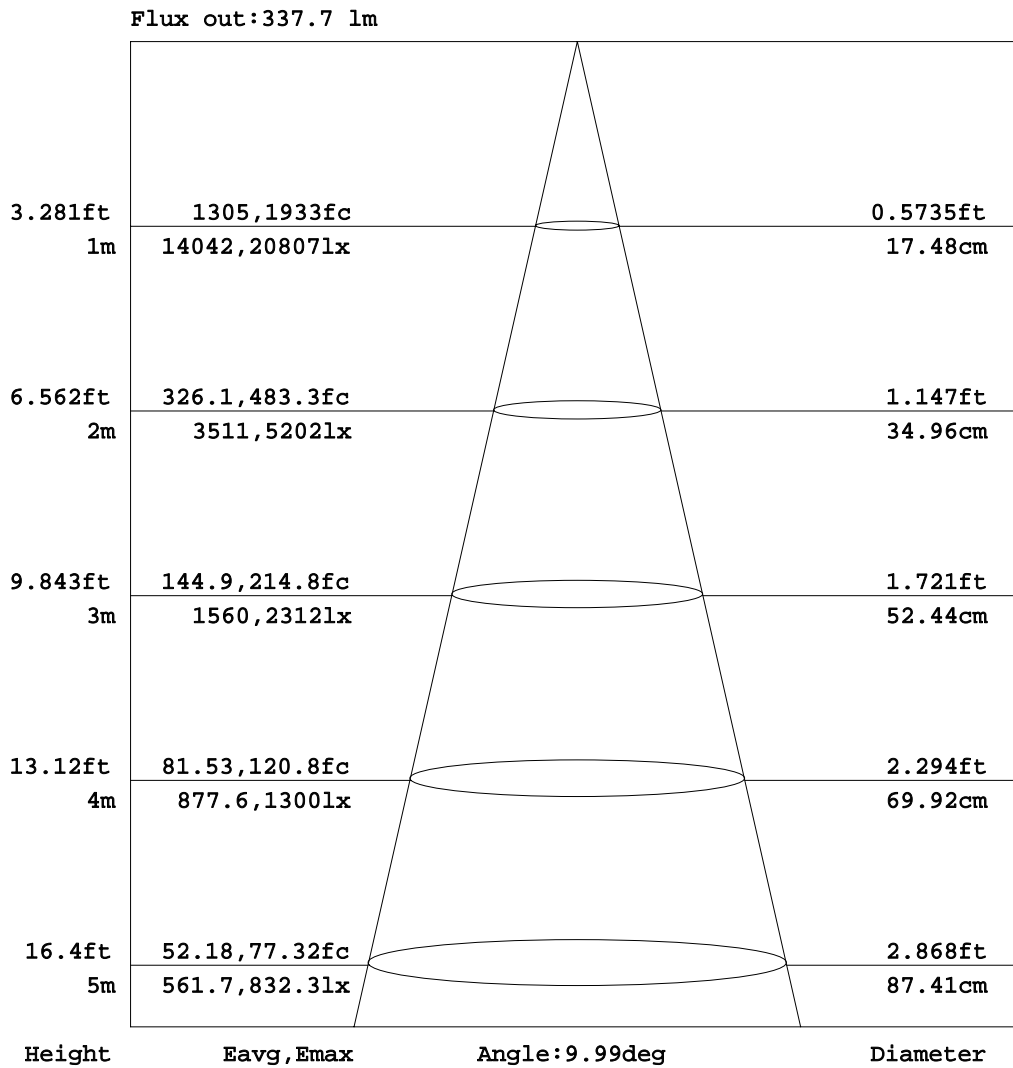 Flux out:337.7 lm
3.281ft 1305,1933fc 0.5735ft
1m 14042,20807lx 17.48cm
6.562ft 326.1,483.3fc 1.147ft
2m 3511,5202lx 34.96cm
9.843ft 144.9,214.8fc 1.721ft
3m 1560,2312lx 52.44cm
13.12ft 81.53,120.8fc 2.294ft
4m 877.6,1300lx 69.92cm
16.4ft 52.18,77.32fc 2.868ft
5m 561.7,832.3lx 87.41cm
Height Eavg,Emax Angle:9.99deg Diameter